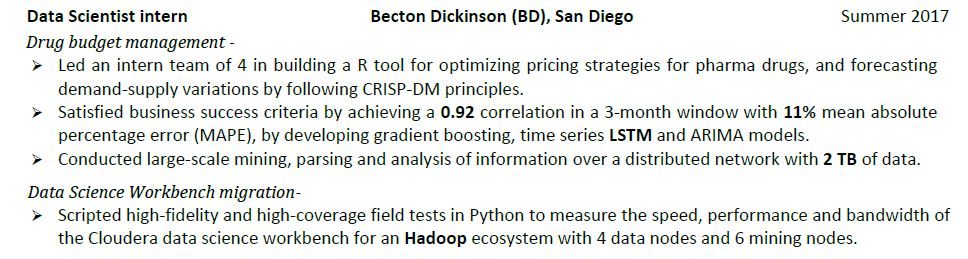 Data Scientist intern Becton Dickinson (BD), San Diego Summer 2017
Drug budget management -
➢ Led an intern team of 4 in building a R tool for optimizing pricing strategies for pharma drugs, and forecasting
demand-supply variations by following CRISP-DM principles.
➢ Satisfied business success criteria by achieving a 0.92 correlation in a 3-month window with 11% mean absolute
percentage error (MAPE), by developing gradient boosting, time series LSTM and ARIMA models.
➢ Conducted large-scale mining, parsing and analysis of information over a distributed network with 2 TB of data.
Data Science Workbench migration-
➢ Scripted high-fidelity and high-coverage field tests in Python to measure the speed, performance and bandwidth of
the Cloudera data science workbench for an Hadoop ecosystem with 4 data nodes and 6 mining nodes.